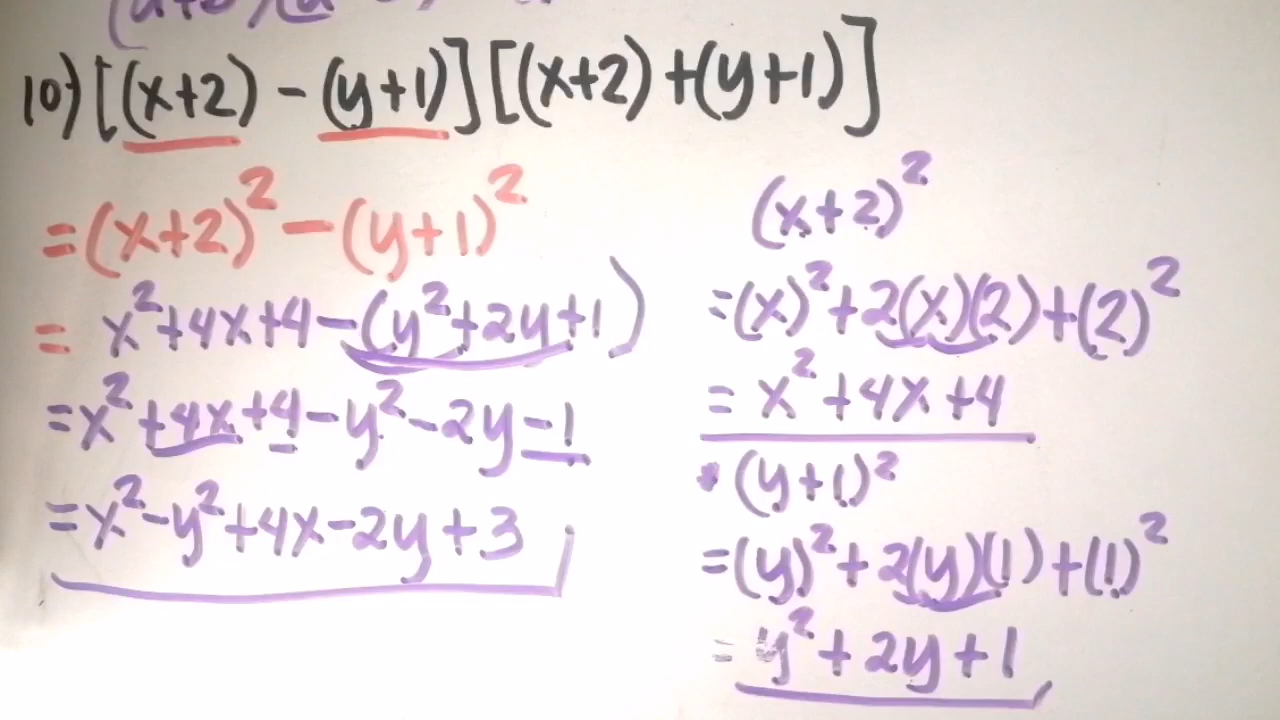 10) [(x+2) - (y+1)] [(x+2) + (y+1)]
= (x+2)² - (y+1)²
= x² + 4x + 4 - (y² + 2y + 1)
= x² + 4x + 4 - y² - 2y - 1
= x² - y² + 4x - 2y + 3
(x+2)²
= (x)² + 2(x)(2) + (2)²
= x² + 4x + 4
• (y+1)²
= (y)² + 2(y)(1) + (1)²
= y² + 2y + 1